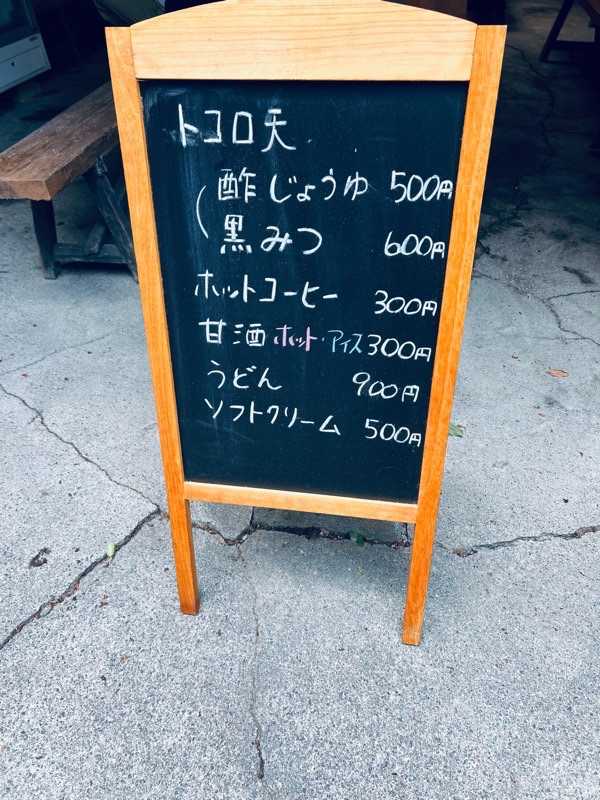 トコロ天
酢じょうゆ 500円
黒みつ 600円
ホットコーヒー 300円
甘酒 ホット・アイス 300円
うどん 900円
ソフトクリーム 500円